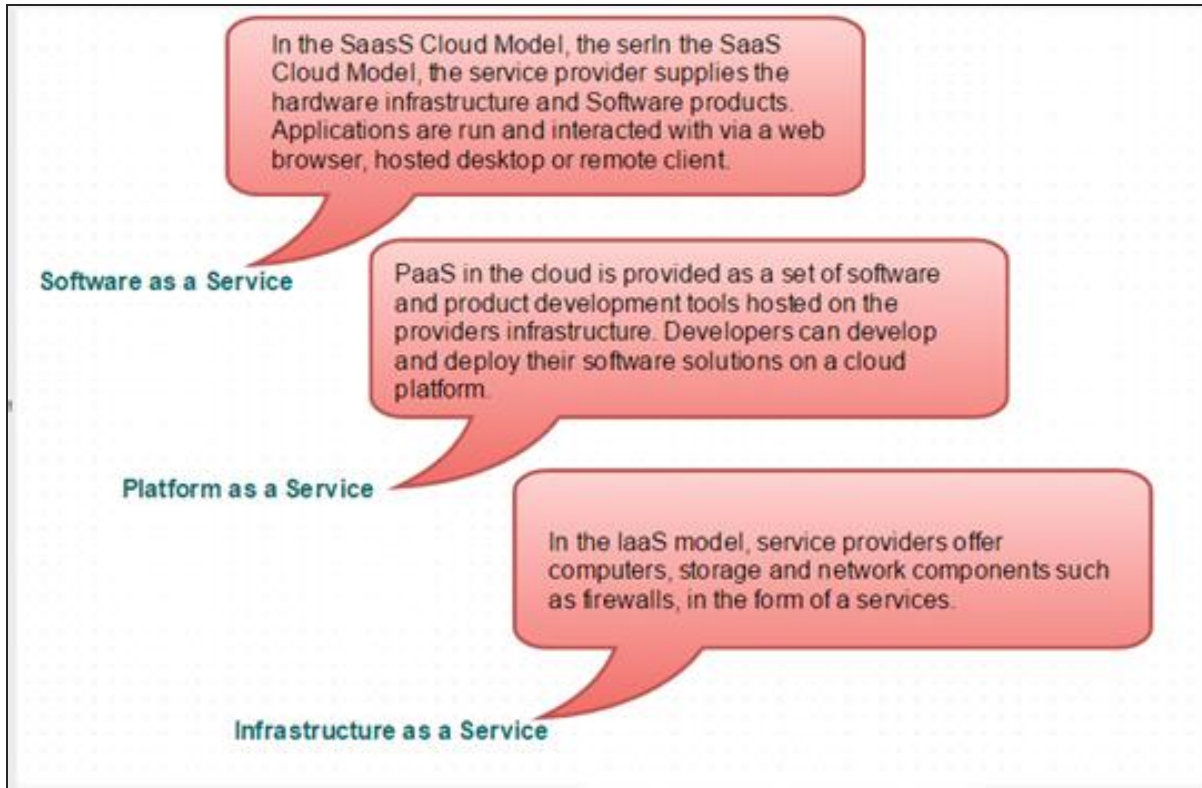 In the SaasS Cloud Model, the serIn the SaaS
Cloud Model, the service provider supplies the
hardware infrastructure and Software products.
Applications are run and interacted with via a web
browser, hosted desktop or remote client.
Software as a Service
PaaS in the cloud is provided as a set of software
and product development tools hosted on the
providers infrastructure. Developers can develop
and deploy their software solutions on a cloud
platform.
Platform as a Service
In the IaaS model, service providers offer
computers, storage and network components such
as firewalls, in the form of a services.
Infrastructure as a Service